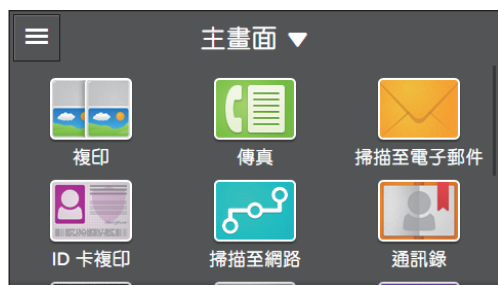 主畫面 ▼
複印
傳真
掃描至電子郵件
ID 卡複印
掃描至網路
通訊錄